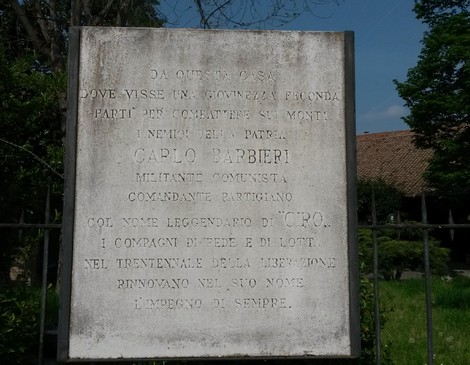 DA QUESTA CASA
DOVE VISSE UNA GIOVINEZZA FECONDA
PARTI' PER COMBATTERE SUI MONTI
I NEMICI DELLA PATRIA
CARLO BARBIERI
MILITANTE COMUNISTA
COMANDANTE PARTIGIANO
COL NOME LEGGENDARIO DI "CIRO„
I COMPAGNI DI FEDE E DI LOTTA
NEL TRENTENNALE DELLA LIBERAZIONE
RINNOVANO NEL SUO NOME
L'IMPEGNO DI SEMPRE.